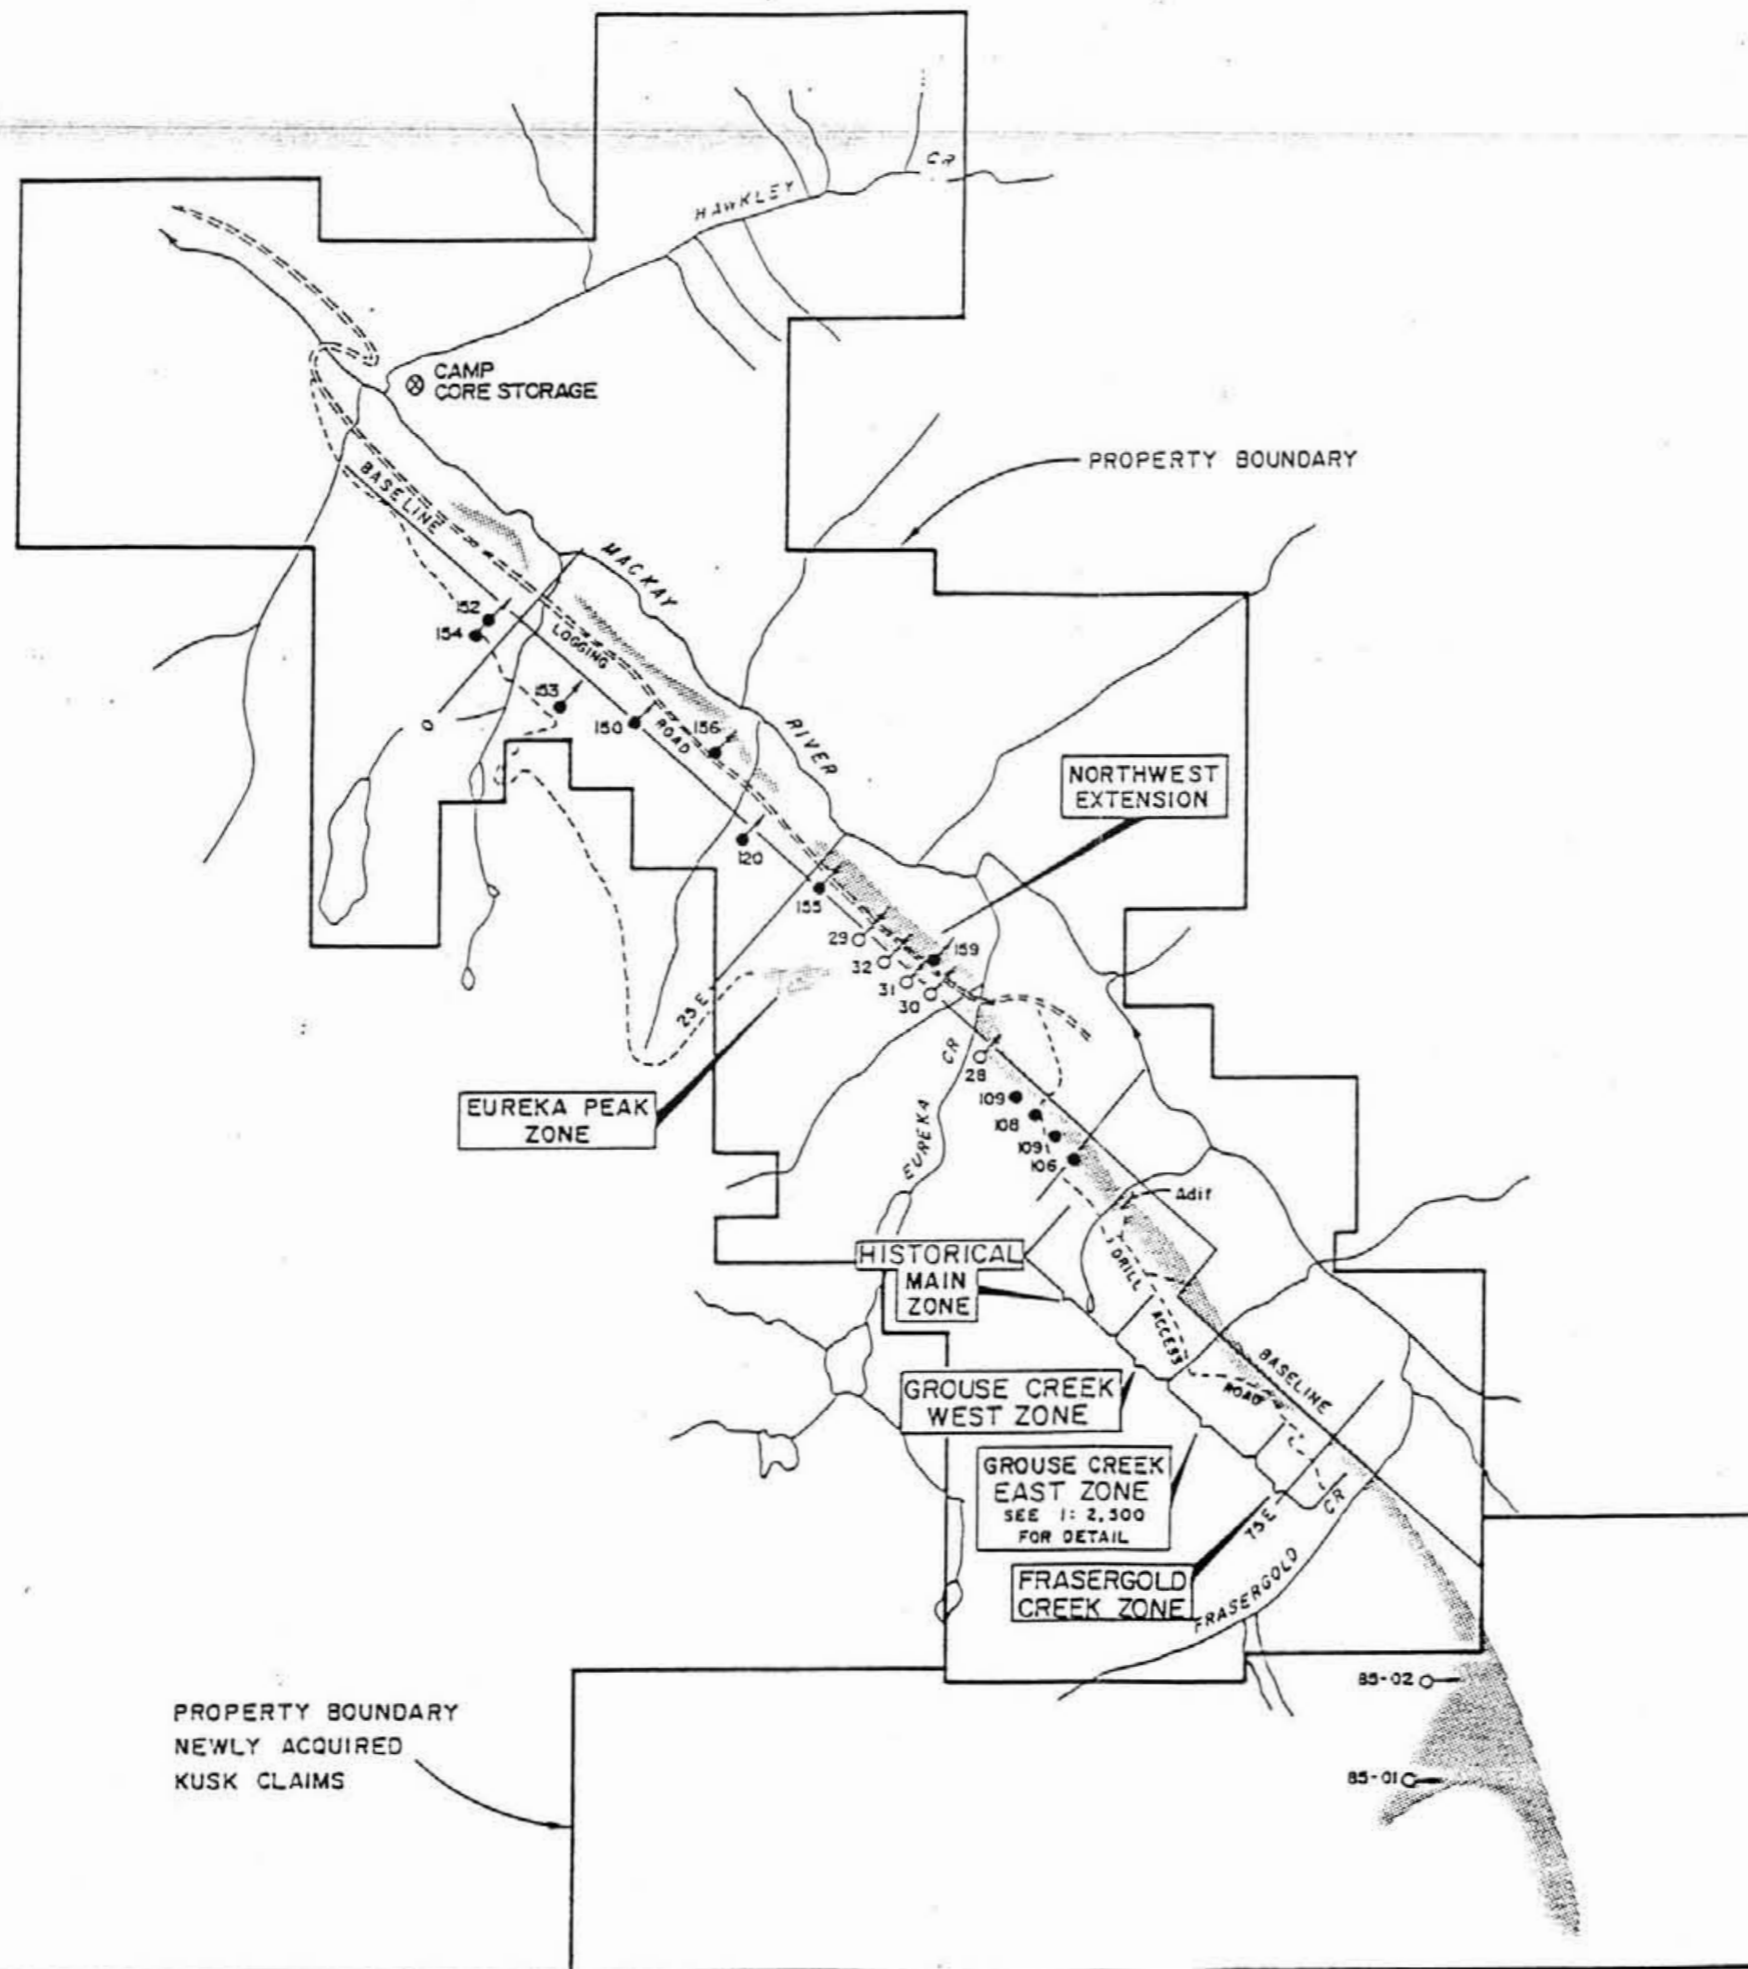 HAWKLEY CR
CAMP
CORE STORAGE
PROPERTY BOUNDARY
BASELINE
MACKAY RIVER
152
154
LOGGING ROAD
153
150
156
0
NORTHWEST
EXTENSION
120
155
29
159
32
31
30
25 E
28
EUREKA CR
EUREKA PEAK
ZONE
109
108
109
106
Adit
HISTORICAL
MAIN
ZONE
DRILL ACCESS ROAD
BASELINE
GROUSE CREEK
WEST ZONE
GROUSE CREEK
EAST ZONE
SEE 1: 2,500
FOR DETAIL
75 E
FRASERGOLD CR
FRASERGOLD
CREEK ZONE
85-02
85-01
PROPERTY BOUNDARY
NEWLY ACQUIRED
KUSK CLAIMS